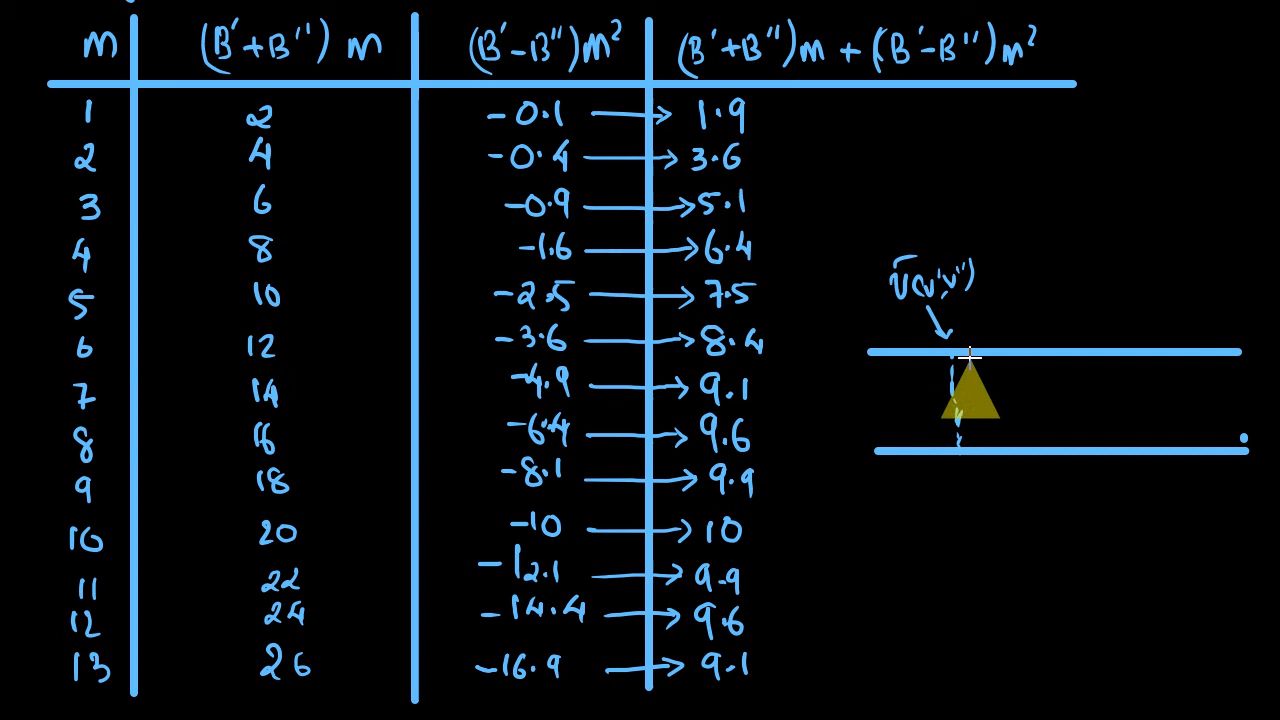 m (B'+B'') m (B'-B'')m² (B'+B'')m + (B'-B'')m²
1 2 -0.1 → 1.9
2 4 -0.4 → 3.6
3 6 -0.9 → 5.1
4 8 -1.6 → 6.4
5 10 -2.5 → 7.5
6 12 -3.6 → 8.4
7 14 -4.9 → 9.1
8 16 -6.4 → 9.6
9 18 -8.1 → 9.9
10 20 -10 → 10
11 22 -12.1 → 9.9
12 24 -14.4 → 9.6
13 26 -16.9 → 9.1
ν̄(v',v'')